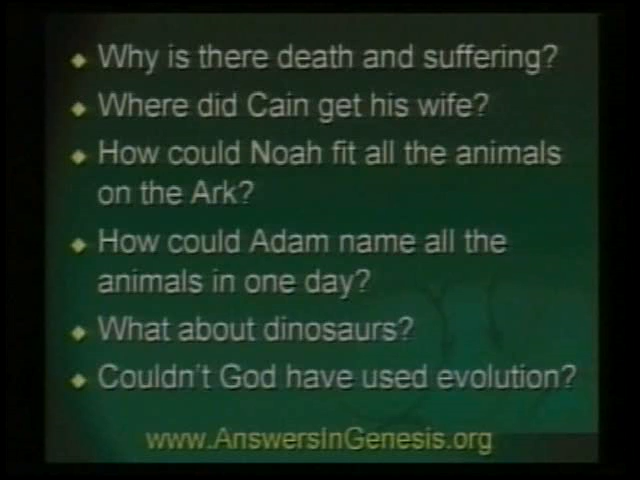 Why is there death and suffering?
Where did Cain get his wife?
How could Noah fit all the animals
on the Ark?
How could Adam name all the
animals in one day?
What about dinosaurs?
Couldn't God have used evolution?
www.AnswersInGenesis.org